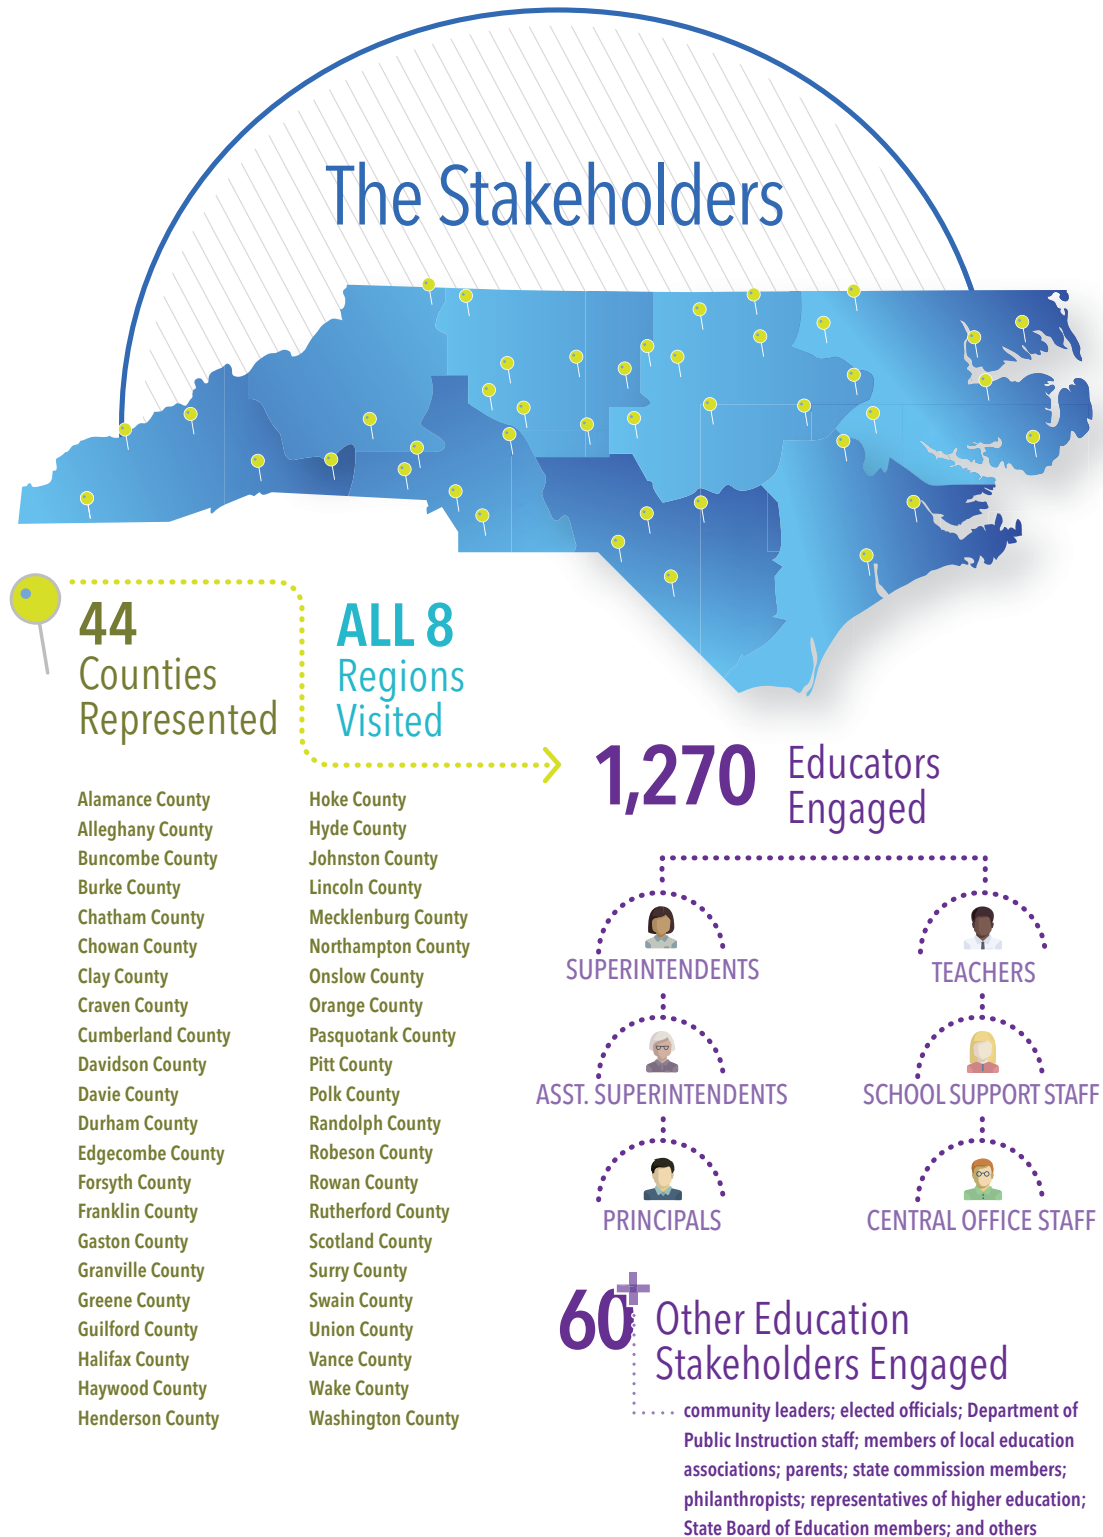 The Stakeholders
44
Counties
Represented
ALL 8
Regions
Visited
Alamance County
Alleghany County
Buncombe County
Burke County
Chatham County
Chowan County
Clay County
Craven County
Cumberland County
Davidson County
Davie County
Durham County
Edgecombe County
Forsyth County
Franklin County
Gaston County
Granville County
Greene County
Guilford County
Halifax County
Haywood County
Henderson County
Hoke County
Hyde County
Johnston County
Lincoln County
Mecklenburg County
Northampton County
Onslow County
Orange County
Pasquotank County
Pitt County
Polk County
Randolph County
Robeson County
Rowan County
Rutherford County
Scotland County
Surry County
Swain County
Union County
Vance County
Wake County
Washington County
1,270 Educators
Engaged
SUPERINTENDENTS
TEACHERS
ASST. SUPERINTENDENTS
SCHOOL SUPPORT STAFF
PRINCIPALS
CENTRAL OFFICE STAFF
60+ Other Education
Stakeholders Engaged
community leaders; elected officials; Department of
Public Instruction staff; members of local education
associations; parents; state commission members;
philanthropists; representatives of higher education;
State Board of Education members; and others